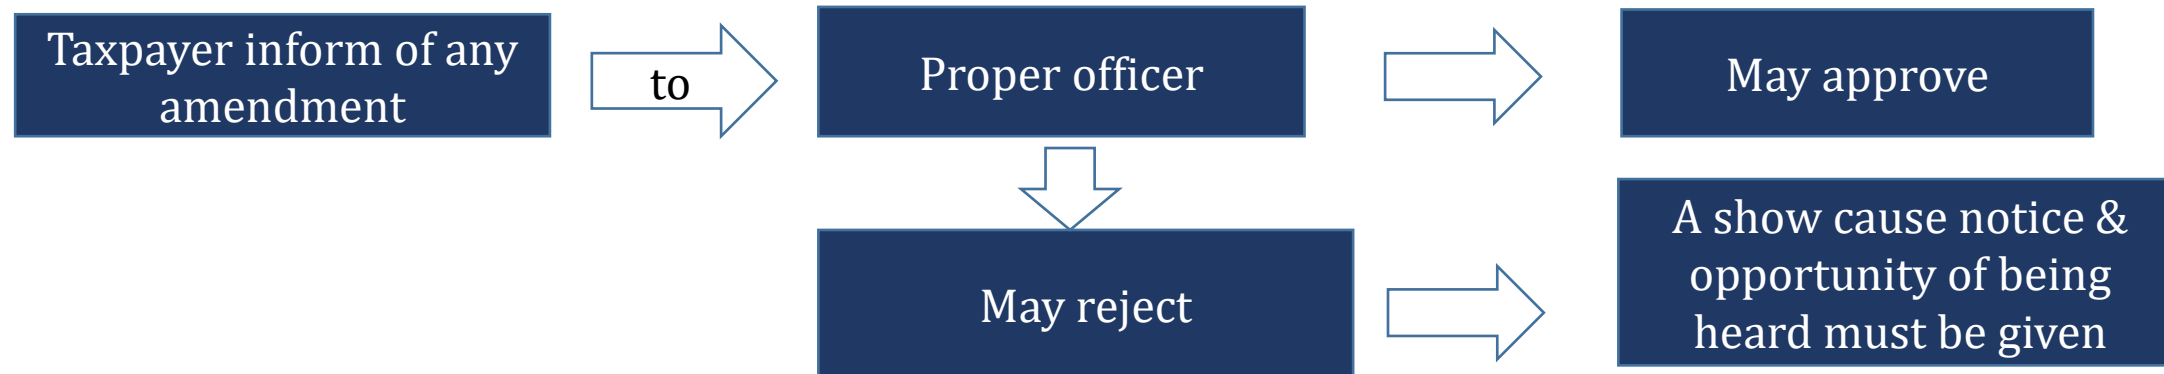 Taxpayer inform of any
amendment
to
Proper officer
May approve
May reject
A show cause notice &
opportunity of being
heard must be given